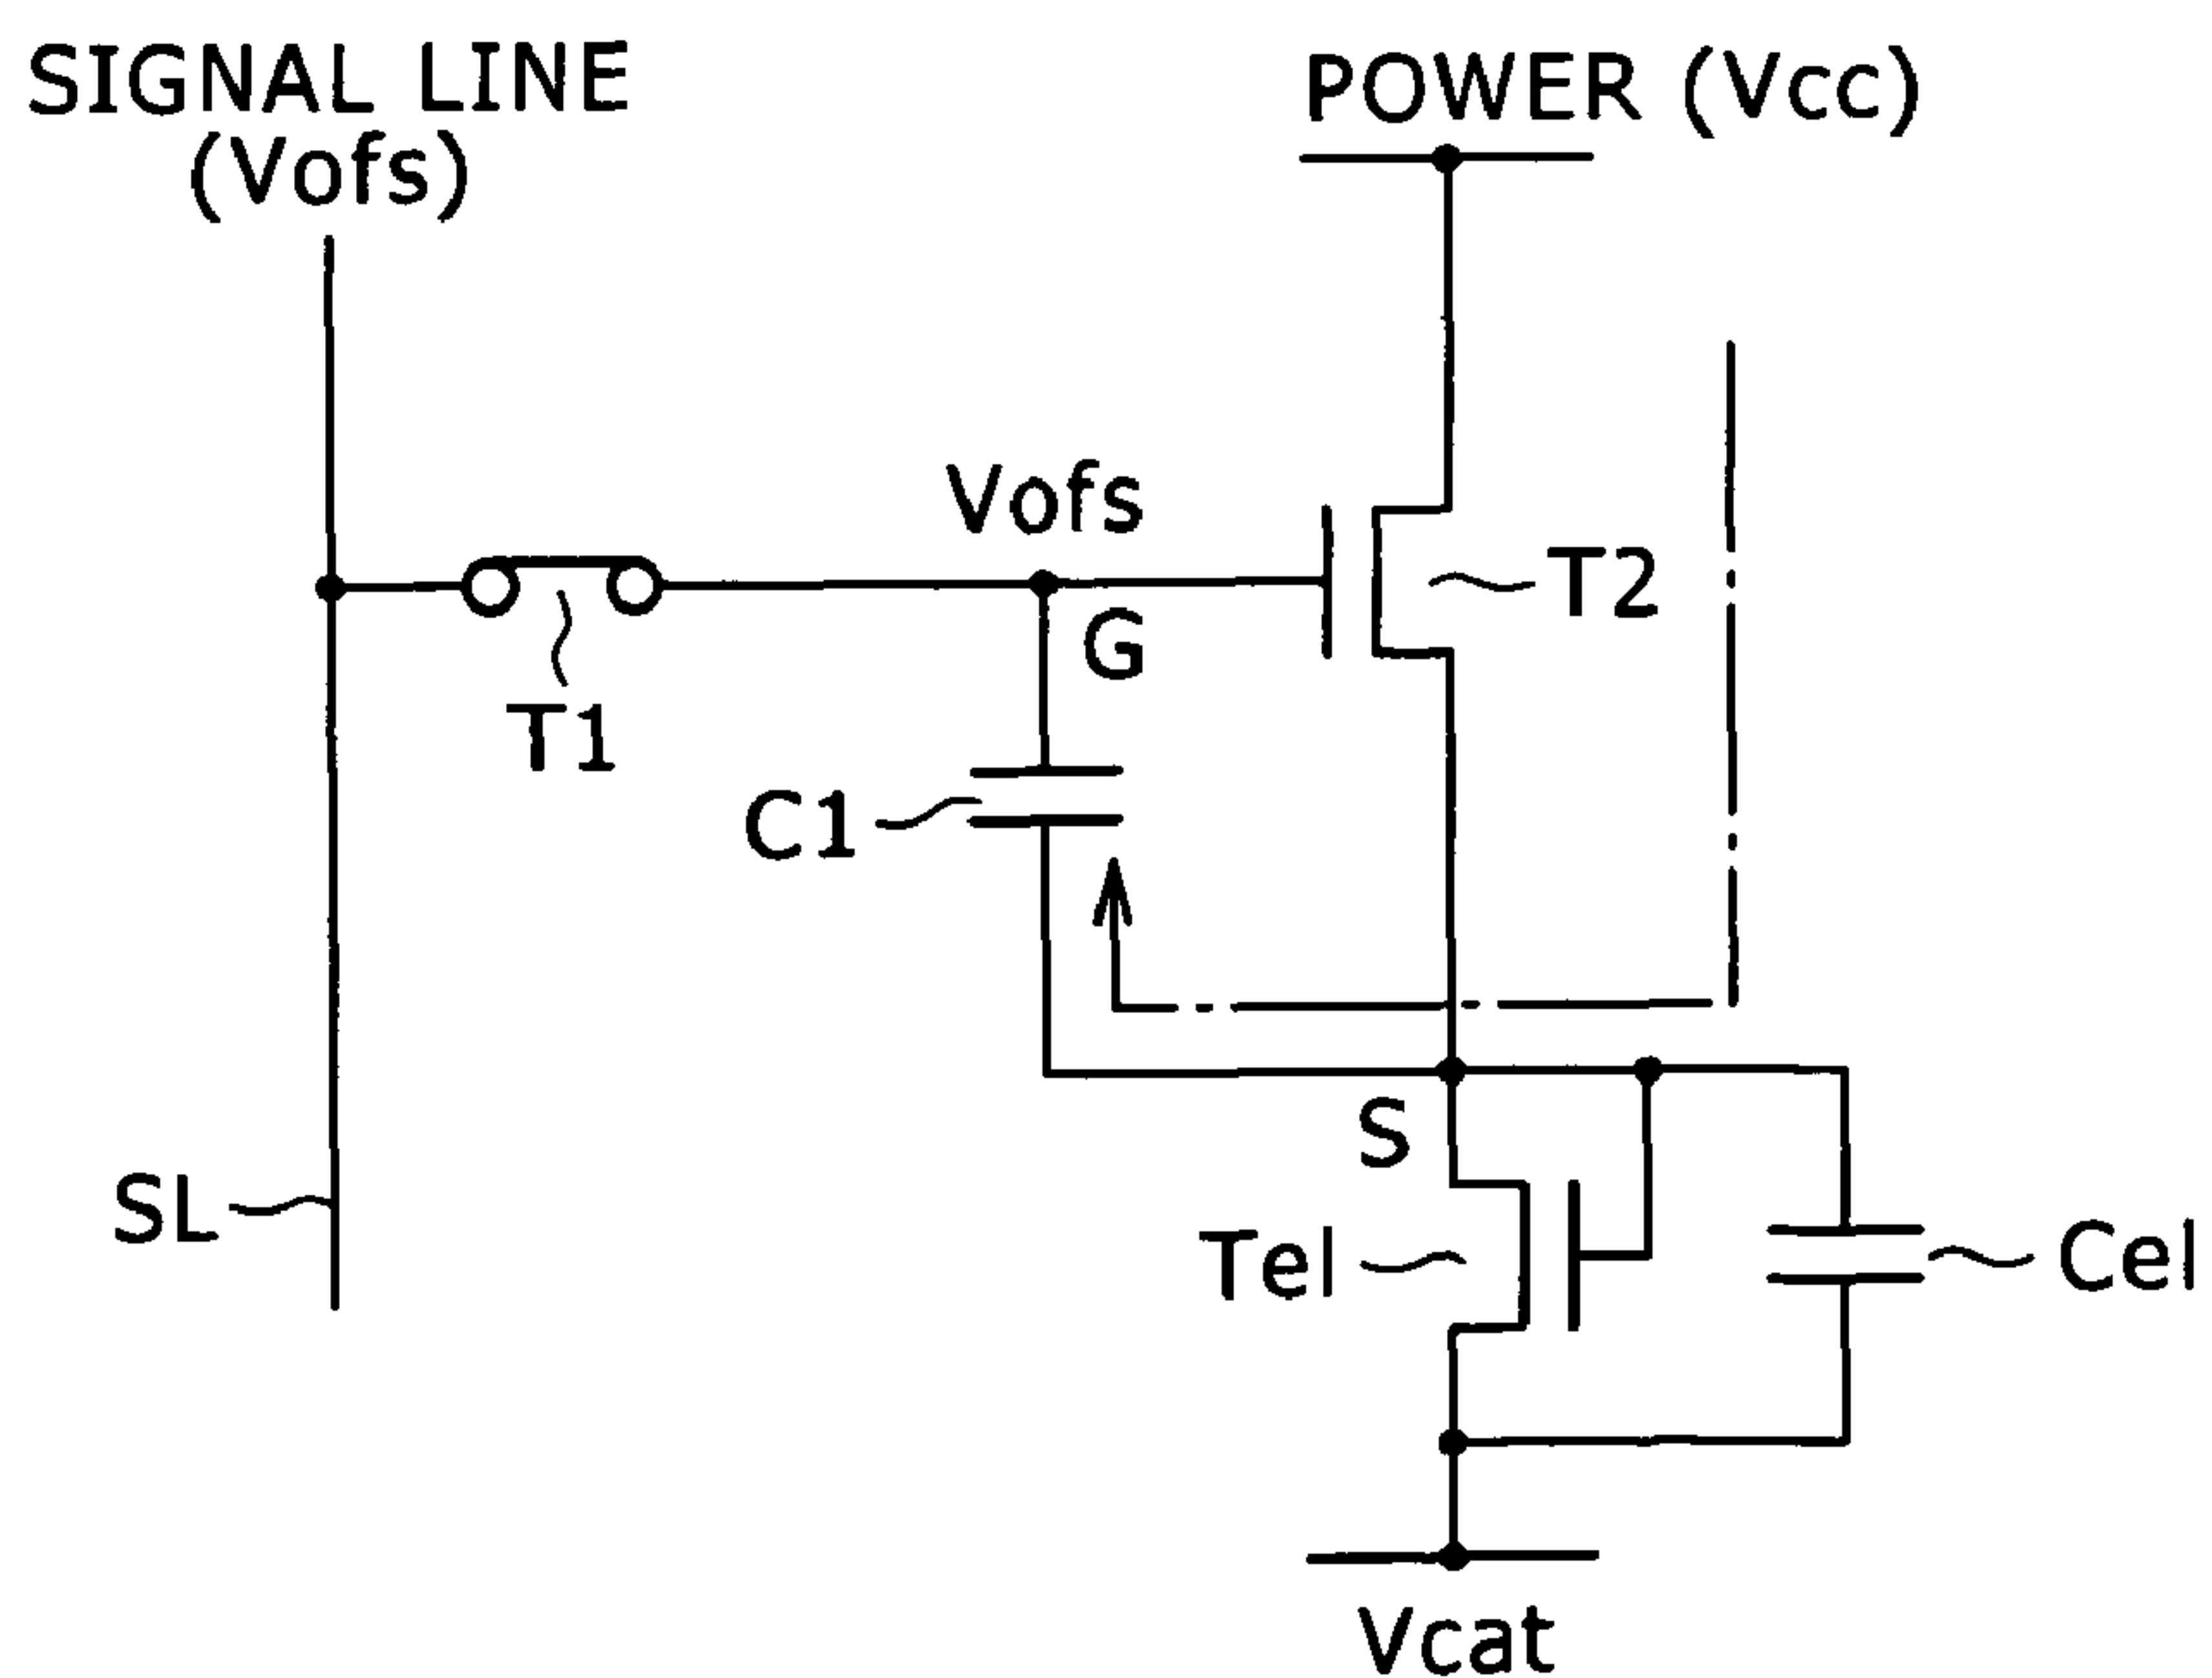 SIGNAL LINE
(Vofs)
POWER (Vcc)
Vofs
T2
G
T1
C1
S
SL
Tel
Cel
Vcat